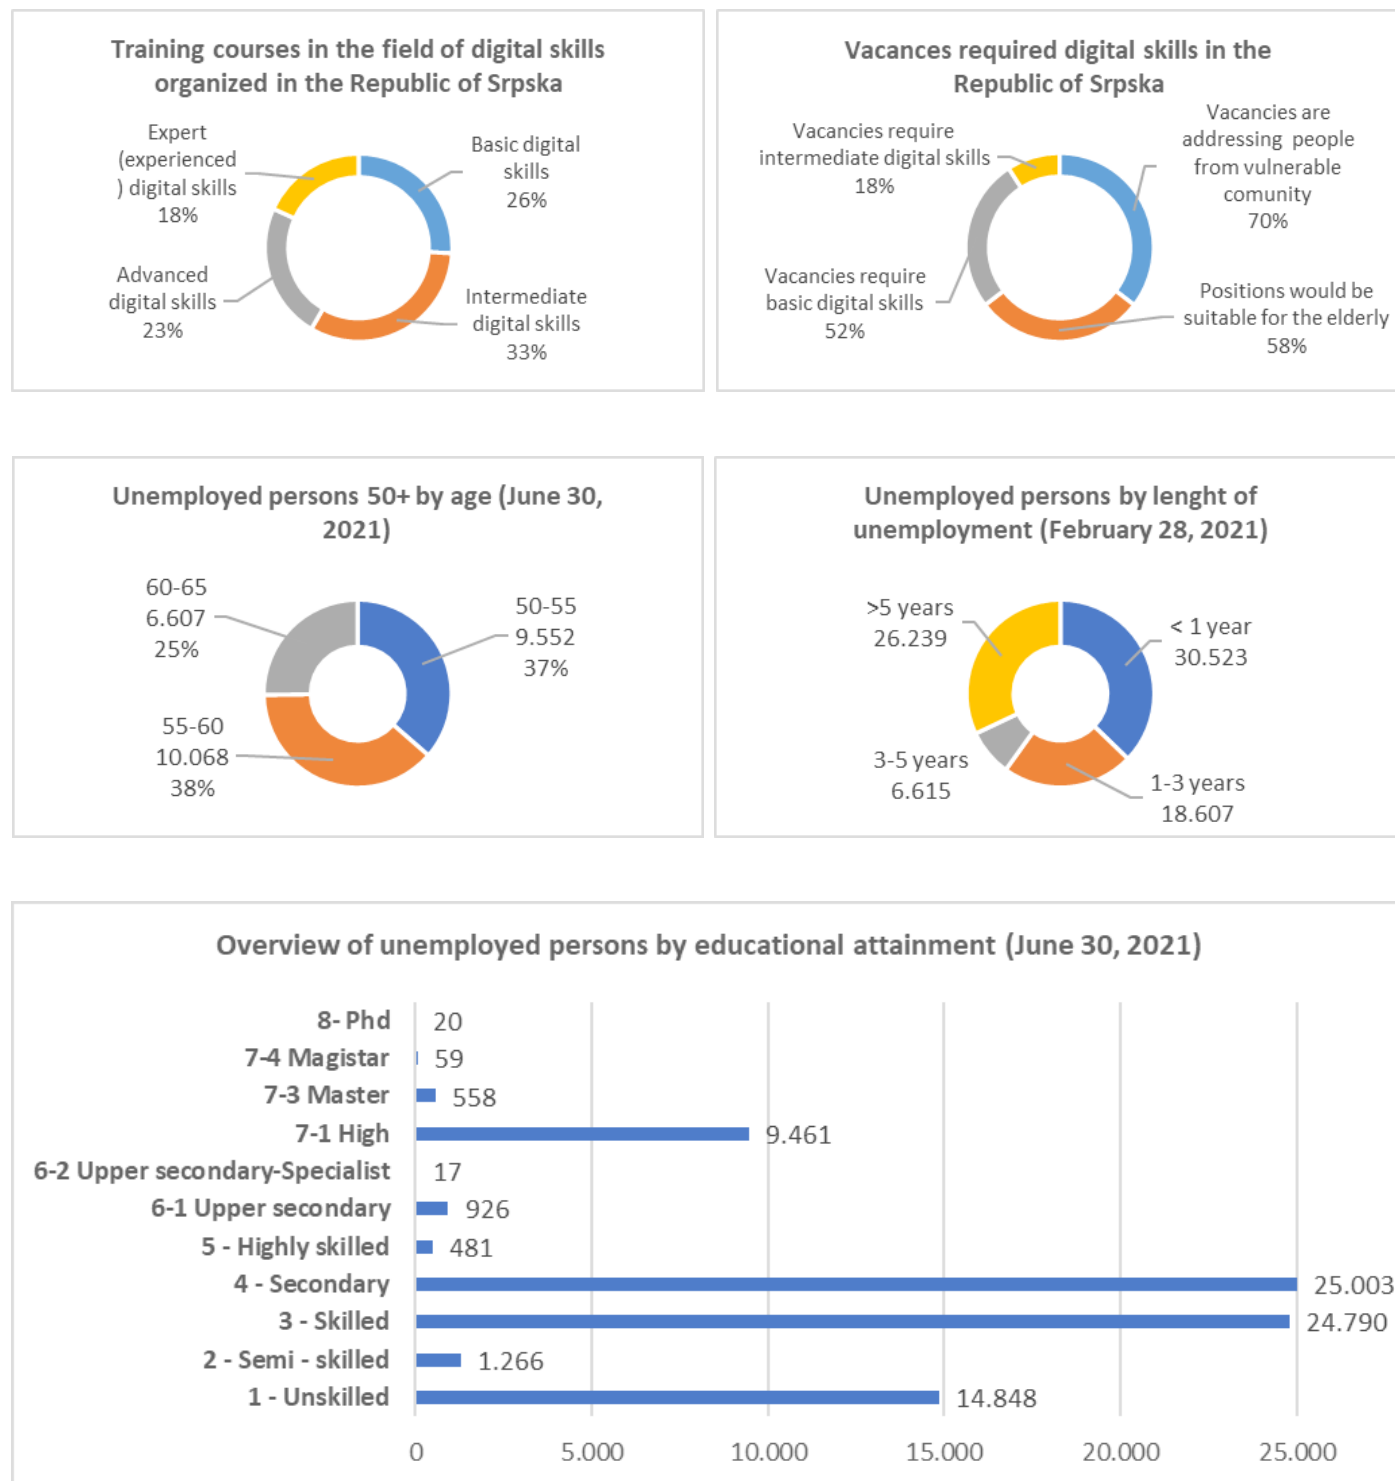 Training courses in the field of digital skills
organized in the Republic of Srpska
Expert
(experienced
) digital skills
18%
Basic digital
skills
26%
Advanced
digital skills
23%
Intermediate
digital skills
33%
Vacances required digital skills in the
Republic of Srpska
Vacancies require
intermediate digital skills
18%
Vacancies are
addressing people
from vulnerable
comunity
70%
Vacancies require
basic digital skills
52%
Positions would be
suitable for the elderly
58%
Unemployed persons 50+ by age (June 30,
2021)
60-65
6.607
25%
50-55
9.552
37%
55-60
10.068
38%
Unemployed persons by lenght of
unemployment (February 28, 2021)
>5 years
26.239
< 1 year
30.523
3-5 years
6.615
1-3 years
18.607
Overview of unemployed persons by educational attainment (June 30, 2021)
8- Phd 20
7-4 Magistar 59
7-3 Master 558
7-1 High 9.461
6-2 Upper secondary-Specialist 17
6-1 Upper secondary 926
5 - Highly skilled 481
4 - Secondary 25.003
3 - Skilled 24.790
2 - Semi - skilled 1.266
1 - Unskilled 14.848
0 5.000 10.000 15.000 20.000 25.000